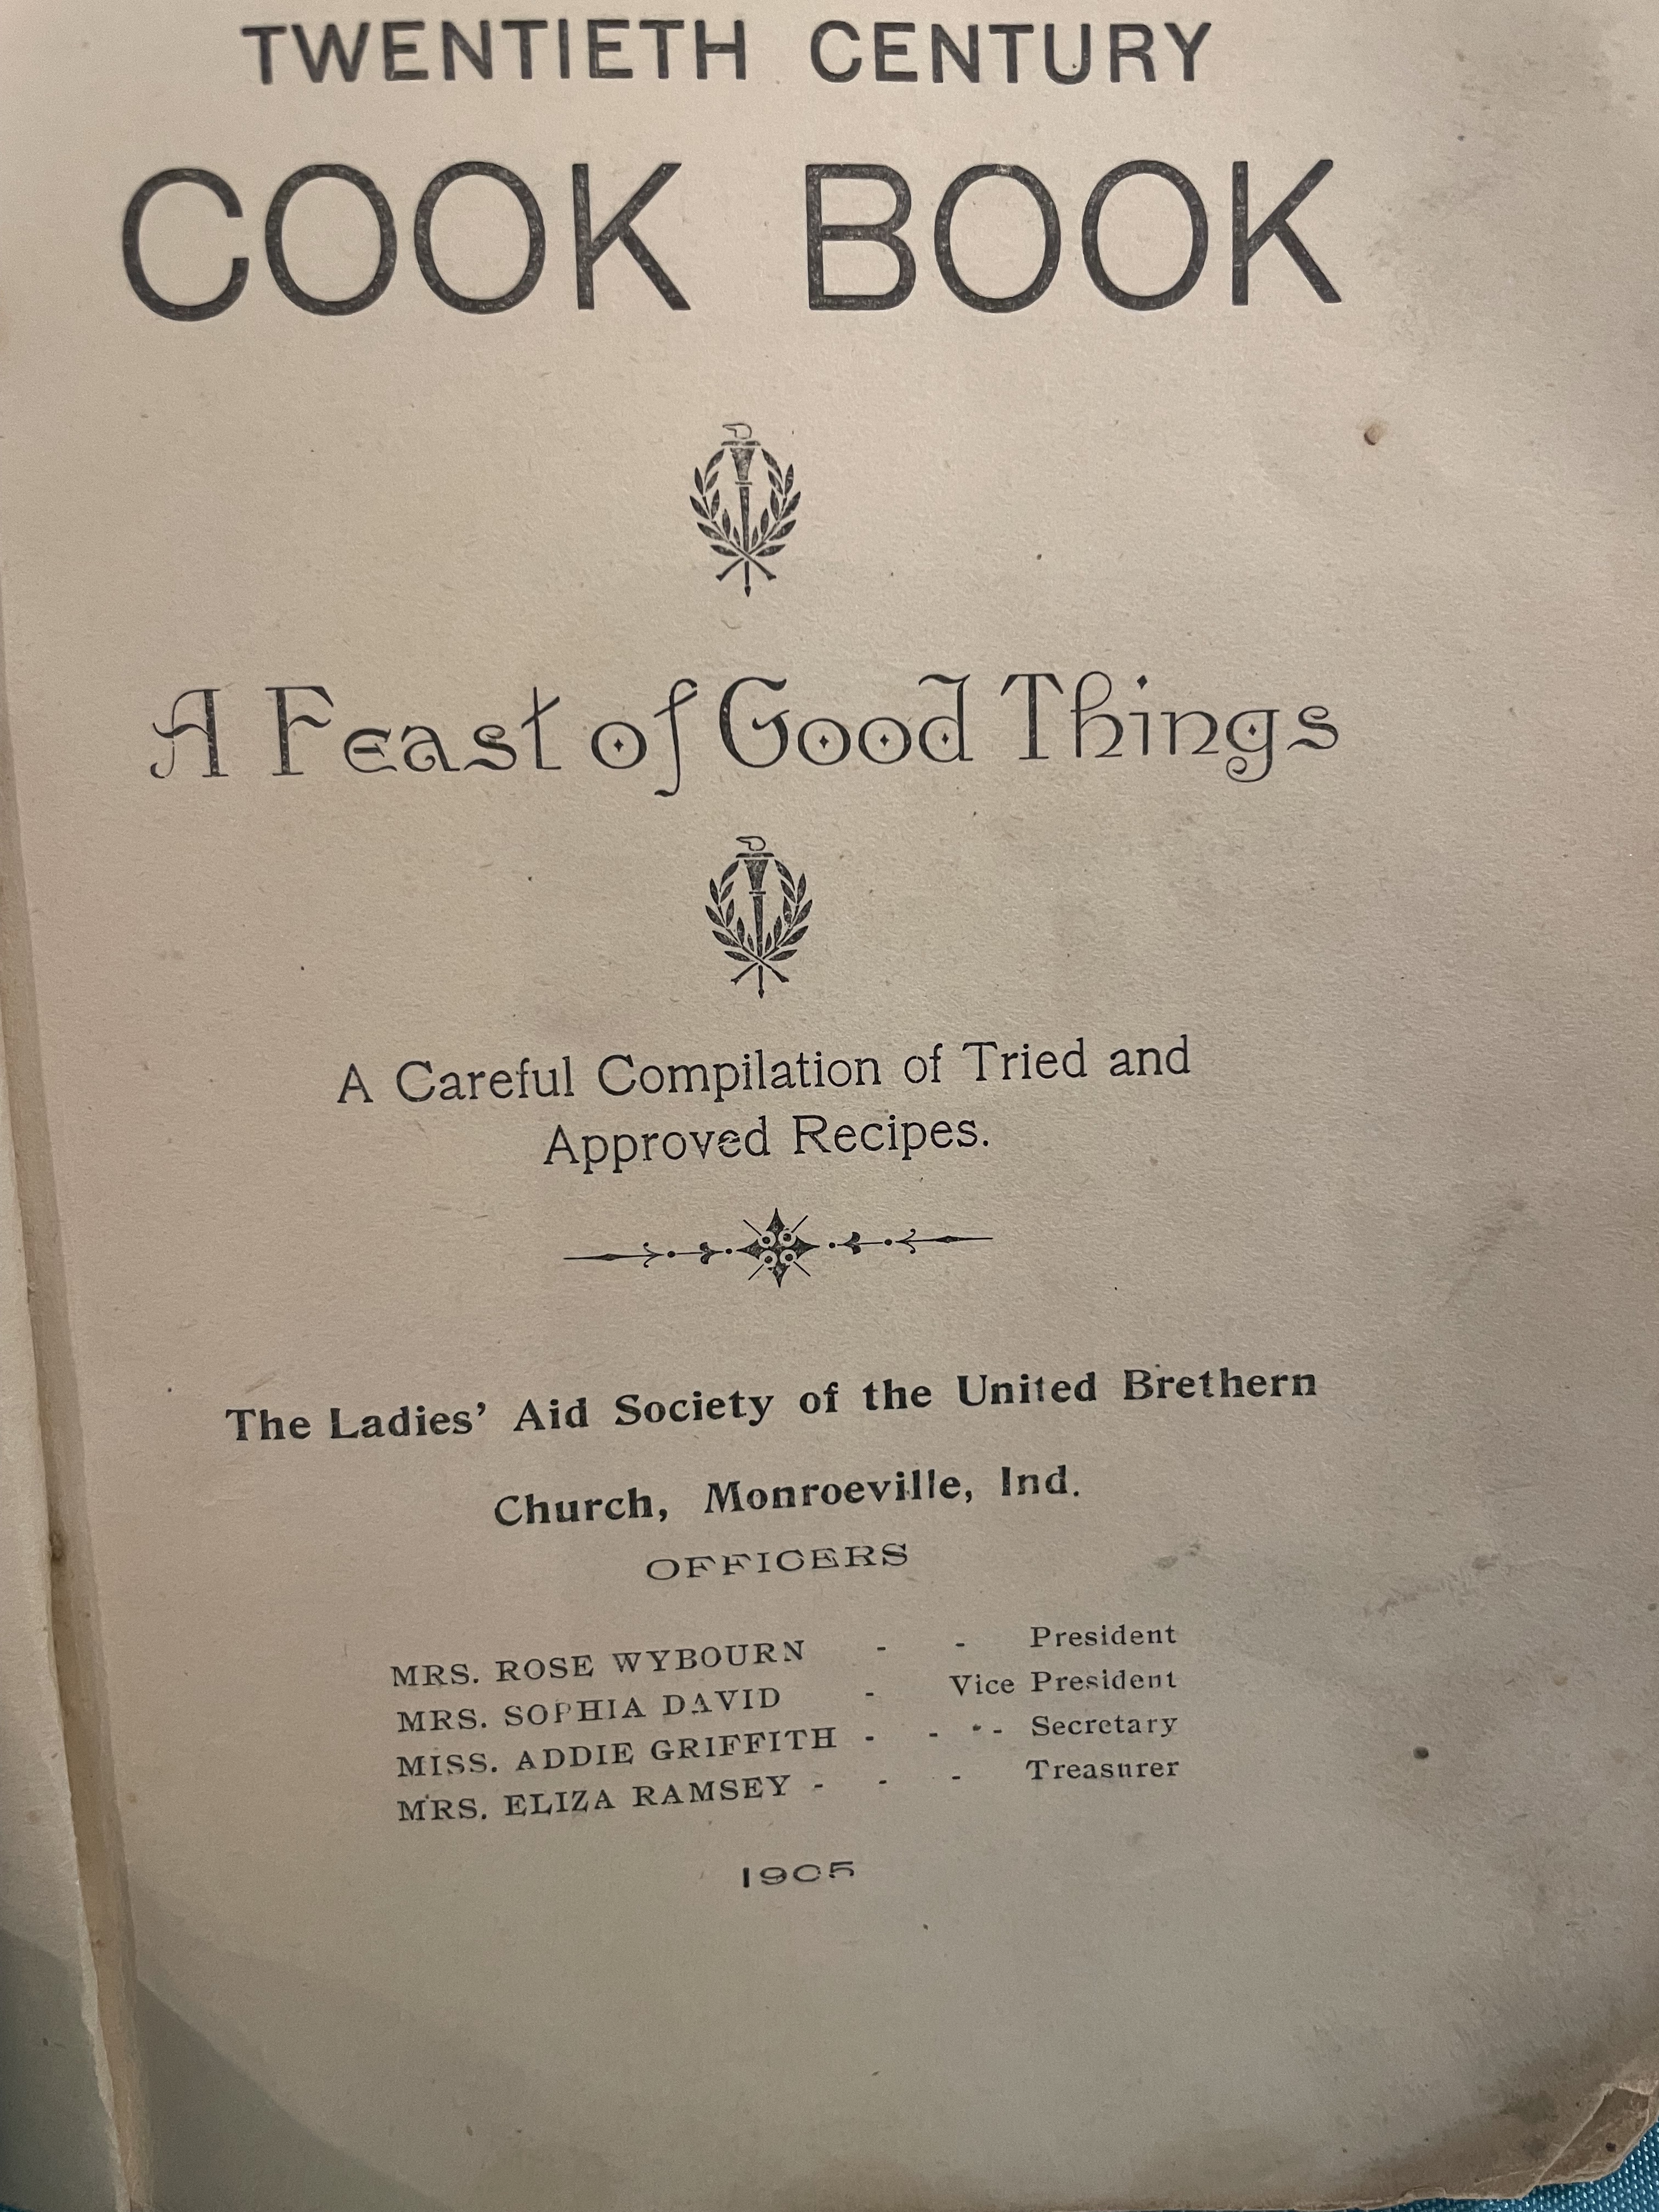 TWENTIETH CENTURY
COOK BOOK
A Feast of Good Things
A Careful Compilation of Tried and
Approved Recipes.
The Ladies' Aid Society of the United Brethern
Church, Monroeville, Ind.
OFFICERS
MRS. ROSE WYBOURN - - President
MRS. SOPHIA DAVID - Vice President
MISS. ADDIE GRIFFITH - - - Secretary
MRS. ELIZA RAMSEY - - - Treasurer
1905